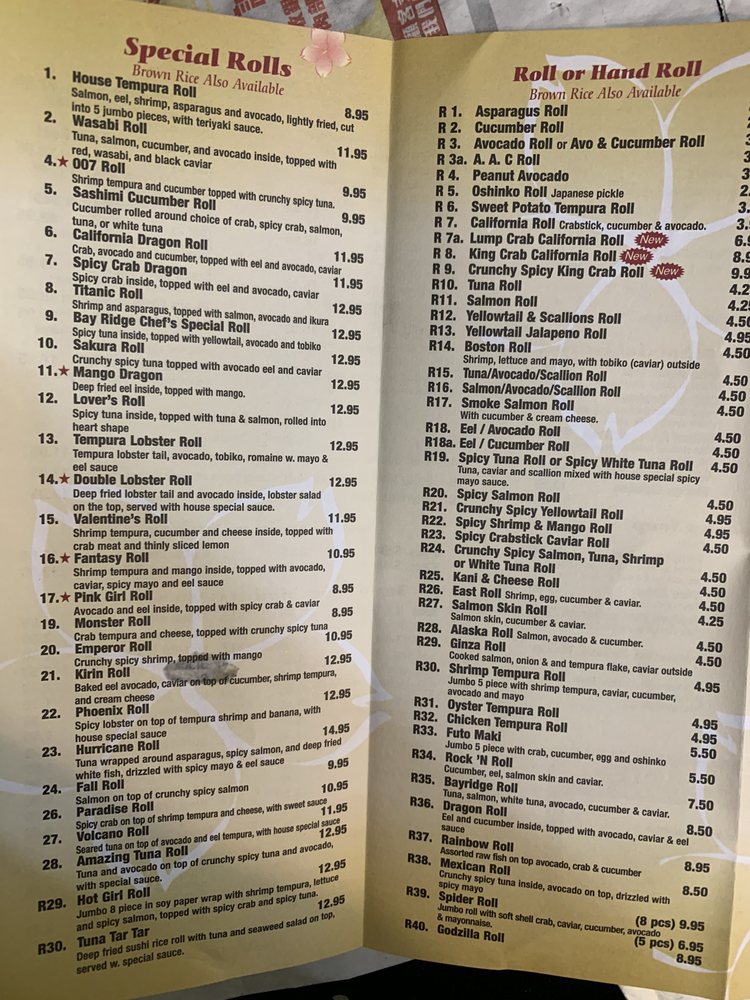 Special Rolls
Brown Rice Also Available
1. House Tempura Roll 8.95
Salmon, eel, shrimp, asparagus and avocado, lightly fried, cut
into 5 jumbo pieces, with teriyaki sauce.
2. Wasabi Roll 11.95
Tuna, salmon, cucumber, and avocado inside, topped with
red, wasabi, and black caviar
4.★ 007 Roll 9.95
Shrimp tempura and cucumber topped with crunchy spicy tuna.
5. Sashimi Cucumber Roll 9.95
Cucumber rolled around choice of crab, spicy crab, salmon,
tuna, or white tuna
6. California Dragon Roll 11.95
Crab, avocado and cucumber, topped with eel and avocado, caviar
7. Spicy Crab Dragon 11.95
Spicy crab inside, topped with eel and avocado, caviar
8. Titanic Roll 12.95
Shrimp and asparagus, topped with salmon, avocado and ikura
9. Bay Ridge Chef's Special Roll 12.95
Spicy tuna inside, topped with yellowtail, avocado and tobiko
10. Sakura Roll 12.95
Crunchy spicy tuna topped with avocado eel and caviar
11.★ Mango Dragon 12.95
Deep fried eel inside, topped with mango.
12. Lover's Roll 12.95
Spicy tuna inside, topped with tuna & salmon, rolled into
heart shape
13. Tempura Lobster Roll 12.95
Tempura lobster tail, avocado, tobiko, romaine w. mayo &
eel sauce
14.★ Double Lobster Roll 12.95
Deep fried lobster tail and avocado inside, lobster salad
on the top, served with house special sauce.
15. Valentine's Roll 11.95
Shrimp tempura, cucumber and cheese inside, topped with
crab meat and thinly sliced lemon
16.★ Fantasy Roll 10.95
Shrimp tempura and mango inside, topped with avocado,
caviar, spicy mayo and eel sauce
17.★ Pink Girl Roll 8.95
Avocado and eel inside, topped with spicy crab & caviar
19. Monster Roll 8.95
Crab tempura and cheese, topped with crunchy spicy tuna
20. Emperor Roll 10.95
Crunchy spicy shrimp, topped with mango
21. Kirin Roll 12.95
Baked eel avocado, caviar on top of cucumber, shrimp tempura,
and cream cheese
22. Phoenix Roll 12.95
Spicy lobster on top of tempura shrimp and banana, with
house special sauce
23. Hurricane Roll 14.95
Tuna wrapped around asparagus, spicy salmon, and deep fried
white fish, drizzled with spicy mayo & eel sauce
24. Fall Roll 9.95
Salmon on top of crunchy spicy salmon
26. Paradise Roll 10.95
Spicy crab on top of shrimp tempura and cheese, with sweet sauce
27. Volcano Roll 11.95
Seared tuna on top of avocado and eel tempura, with house special sauce
28. Amazing Tuna Roll 12.95
Tuna and avocado on top of crunchy spicy tuna and avocado,
with special sauce.
R29. Hot Girl Roll 12.95
Jumbo 8 piece in soy paper wrap with shrimp tempura, lettuce
and spicy salmon, topped with spicy crab and spicy tuna.
R30. Tuna Tar Tar 12.95
Deep fried sushi rice roll with tuna and seaweed salad on top,
served w. special sauce.
Roll or Hand Roll
Brown Rice Also Available
R 1. Asparagus Roll
R 2. Cucumber Roll
R 3. Avocado Roll or Avo & Cucumber Roll
R 3a. A. A. C Roll
R 4. Peanut Avocado
R 5. Oshinko Roll Japanese pickle
R 6. Sweet Potato Tempura Roll
R 7. California Roll Crabstick, cucumber & avocado.
R 7a. Lump Crab California Roll New
R 8. King Crab California Roll New
R 9. Crunchy Spicy King Crab Roll New
R10. Tuna Roll
R11. Salmon Roll
R12. Yellowtail & Scallions Roll 4.50
R13. Yellowtail Jalapeno Roll 4.95
R14. Boston Roll 4.50
Shrimp, lettuce and mayo, with tobiko (caviar) outside
R15. Tuna/Avocado/Scallion Roll 4.50
R16. Salmon/Avocado/Scallion Roll 4.50
R17. Smoke Salmon Roll 4.50
With cucumber & cream cheese.
R18. Eel / Avocado Roll 4.50
R18a. Eel / Cucumber Roll 4.50
R19. Spicy Tuna Roll or Spicy White Tuna Roll 4.50
Tuna, caviar and scallion mixed with house special spicy
mayo sauce.
R20. Spicy Salmon Roll 4.50
R21. Crunchy Spicy Yellowtail Roll 4.95
R22. Spicy Shrimp & Mango Roll 4.95
R23. Spicy Crabstick Caviar Roll 4.50
R24. Crunchy Spicy Salmon, Tuna, Shrimp
or White Tuna Roll 4.50
R25. Kani & Cheese Roll 4.50
R26. East Roll Shrimp, egg, cucumber & caviar. 4.50
R27. Salmon Skin Roll 4.25
Salmon skin, cucumber & caviar.
R28. Alaska Roll Salmon, avocado & cucumber. 4.50
R29. Ginza Roll 4.50
Cooked salmon, onion & and tempura flake, caviar outside
R30. Shrimp Tempura Roll 4.95
Jumbo 5 piece with shrimp tempura, caviar, cucumber,
avocado and mayo
R31. Oyster Tempura Roll 4.95
R32. Chicken Tempura Roll 4.95
R33. Futo Maki 5.50
Jumbo 5 piece with crab, cucumber, egg and oshinko
R34. Rock 'N Roll 5.50
Cucumber, eel, salmon skin and caviar.
R35. Bayridge Roll 7.50
Tuna, salmon, white tuna, avocado, cucumber & caviar.
R36. Dragon Roll 8.50
Eel and cucumber inside, topped with avocado, caviar & eel
sauce
R37. Rainbow Roll 8.95
Assorted raw fish on top avocado, crab & cucumber
R38. Mexican Roll 8.50
Crunchy spicy tuna inside, avocado on top, drizzled with
spicy mayo
R39. Spider Roll (8 pcs) 9.95
Jumbo roll with soft shell crab, caviar, cucumber, avocado
& mayonnaise. (5 pcs) 6.95
R40. Godzilla Roll 8.95